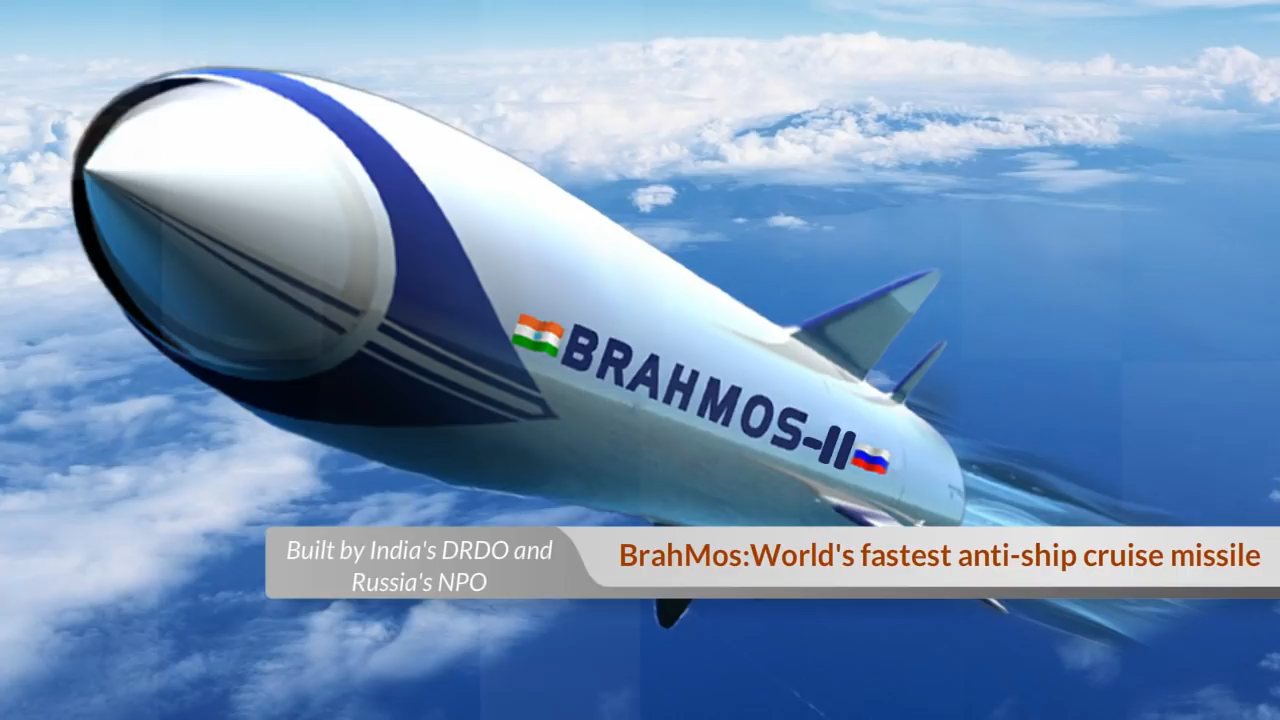 BRAHMOS-II
Built by India's DRDO and
Russia's NPO
BrahMos:World's fastest anti-ship cruise missile